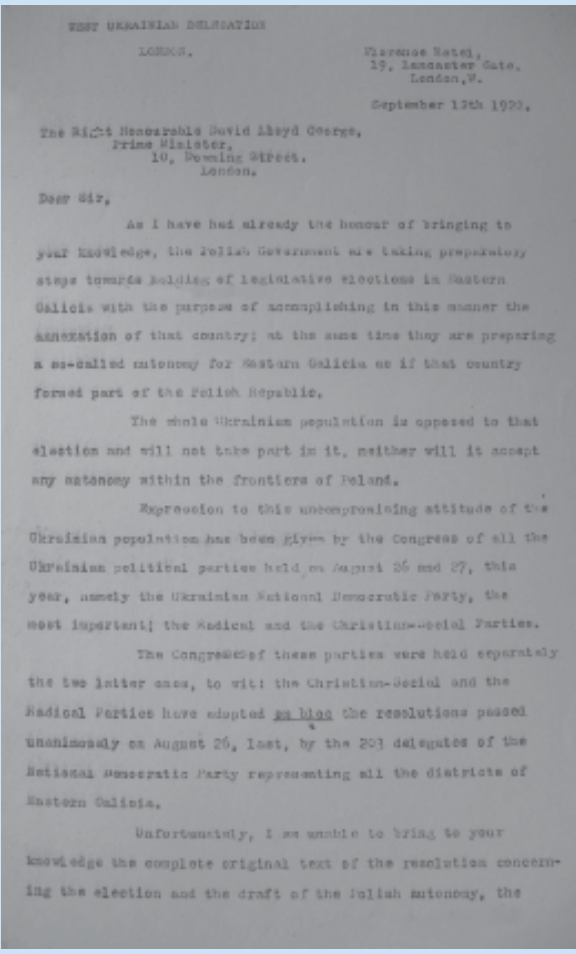 WEST UKRAINIAN DELEGATION
LONDON.
Florence Hotel,
19, Lancaster Gate.
London,W.
September 12th 1922.
The Right Honourable David Lloyd George,
Prime Minister,
10, Downing Street.
London.
Dear Sir,
As I have had already the honour of bringing to
your knowledge, the Polish Government are taking preparatory
steps towards holding of legislative elections in Eastern
Galicia with the purpose of accomplishing in this manner the
annexation of that country; at the same time they are preparing
a so-called autonomy for Eastern Galicia as if that country
formed part of the Polish Republic.
The whole Ukrainian population is opposed to that
election and will not take part in it, neither will it accept
any autonomy within the frontiers of Poland.
Expression to this uncompromising attitude of the
Ukrainian population has been given by the Congress of all the
Ukrainian political parties held on August 26 and 27, this
year, namely the Ukrainian National Democratic Party, the
most important; the Radical and the Christian-Social Parties.
The Congresses of these parties were held separately
the two latter ones, to wit: the Christian-Social and the
Radical Parties have adopted en bloc the resolutions passed
unanimously on August 26, last, by the 203 delegates of the
National Democratic Party representing all the districts of
Eastern Galicia.
Unfortunately, I am unable to bring to your
knowledge the complete original text of the resolution concern-
ing the election and the draft of the Polish autonomy, the